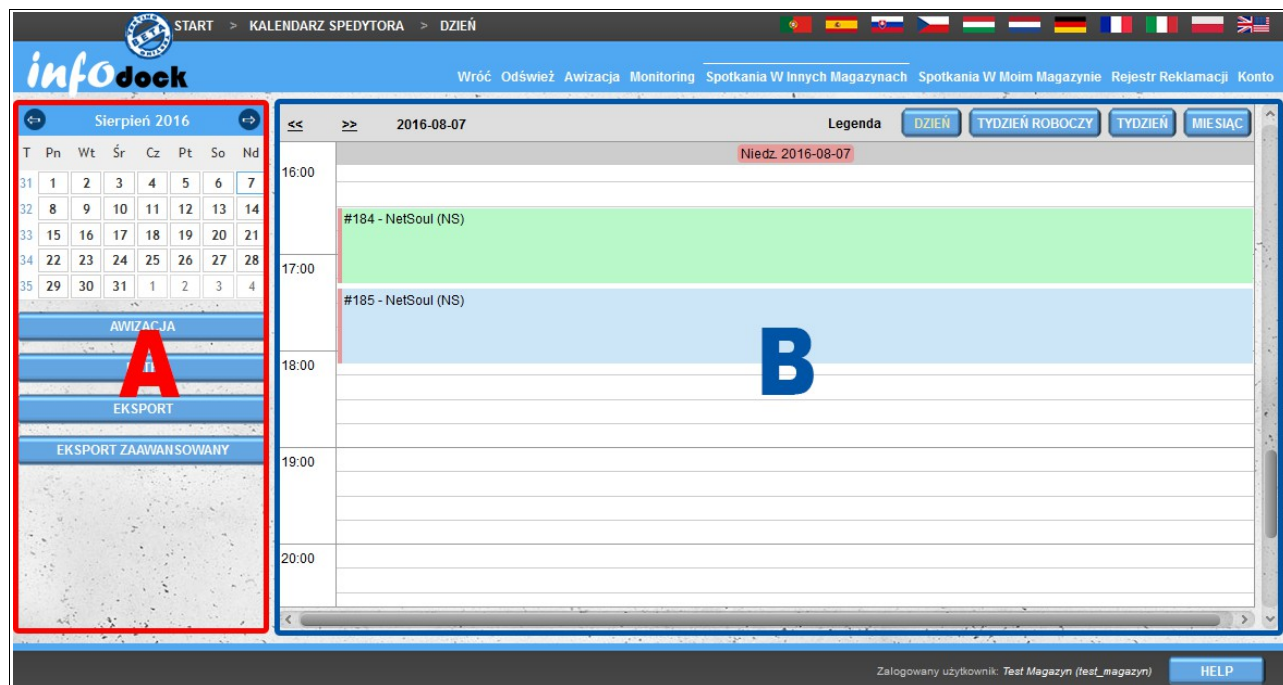 START > KALENDARZ SPEDYTORA > DZIEŃ
BETA
infodock
Wróć Odśwież Awizacja Monitoring Spotkania W Innych Magazynach Spotkania W Moim Magazynie Rejestr Reklamacji Konto
Sierpień 2016
T Pn Wt Śr Cz Pt So Nd
31 1 2 3 4 5 6 7
32 8 9 10 11 12 13 14
33 15 16 17 18 19 20 21
34 22 23 24 25 26 27 28
35 29 30 31 1 2 3 4
AWIZACJA
EKSPORT
EKSPORT ZAAWANSOWANY
A
<< >> 2016-08-07 Legenda DZIEŃ TYDZIEŃ ROBOCZY TYDZIEŃ MIESIĄC
Niedz. 2016-08-07
16:00
#184 - NetSoul (NS)
17:00
#185 - NetSoul (NS)
B
18:00
19:00
20:00
Zalogowany użytkownik: Test Magazyn (test_magazyn) HELP